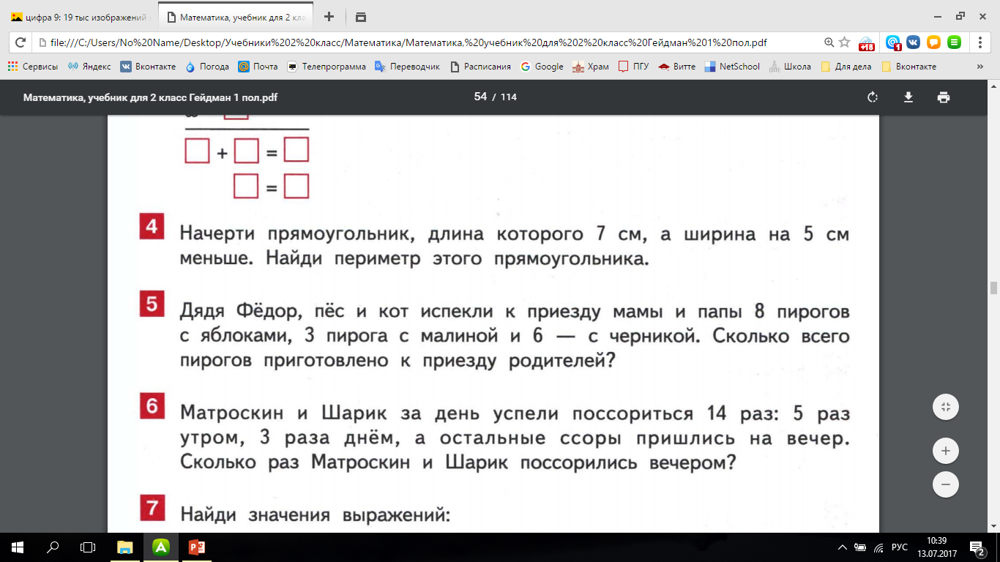 цифра 9: 19 тыс изображений
Математика, учебник для 2 кла
file:///C:/Users/No%20Name/Desktop/Учебники%202%20класс/Математика/Математика,%20учебник%20для%202%20класс%20Гейдман%201%20пол.pdf
+18
1
Сервисы Яндекс Вконтакте Погода Почта Телепрограмма Переводчик Расписания Google Храм ПГУ Витте NetSchool Школа Для дела Вконтакте »
Математика, учебник для 2 класс Гейдман 1 пол.pdf 54 / 114
+ =
=
4 Начерти прямоугольник, длина которого 7 см, а ширина на 5 см
меньше. Найди периметр этого прямоугольника.
5 Дядя Фёдор, пёс и кот испекли к приезду мамы и папы 8 пирогов
с яблоками, 3 пирога с малиной и 6 — с черникой. Сколько всего
пирогов приготовлено к приезду родителей?
6 Матроскин и Шарик за день успели поссориться 14 раз: 5 раз
утром, 3 раза днём, а остальные ссоры пришлись на вечер.
Сколько раз Матроскин и Шарик поссорились вечером?
7 Найди значения выражений:
РУС
10:39
13.07.2017
2